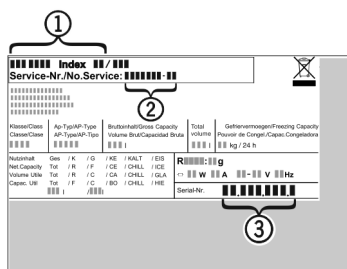 1
Index /
Service-Nr./No.Service: -
2
Klasse/Class Ap-Typ/AP-Type Bruttoinhalt/Gross Capacity Total Gefriervermoegen/Freezing Capacity
Classe/Clase AP-Type/AP-Tipo Volume Brut/Capacidad Bruta volume Pouvoir de Congel./Capac.Congeladora
l l kg / 24 h
Nutzinhalt Ges / K / G / KE / KALT / EIS
Net.Capacity Tot / R / F / CE / CHILL / ICE
Volume Utile Tot / R / C / CA / CHILL / GLA
Capac. Util Tot / F / C / BO / CHILL / HIE
l / l
R : g
W A - V Hz
Serial-Nr. . . .
3